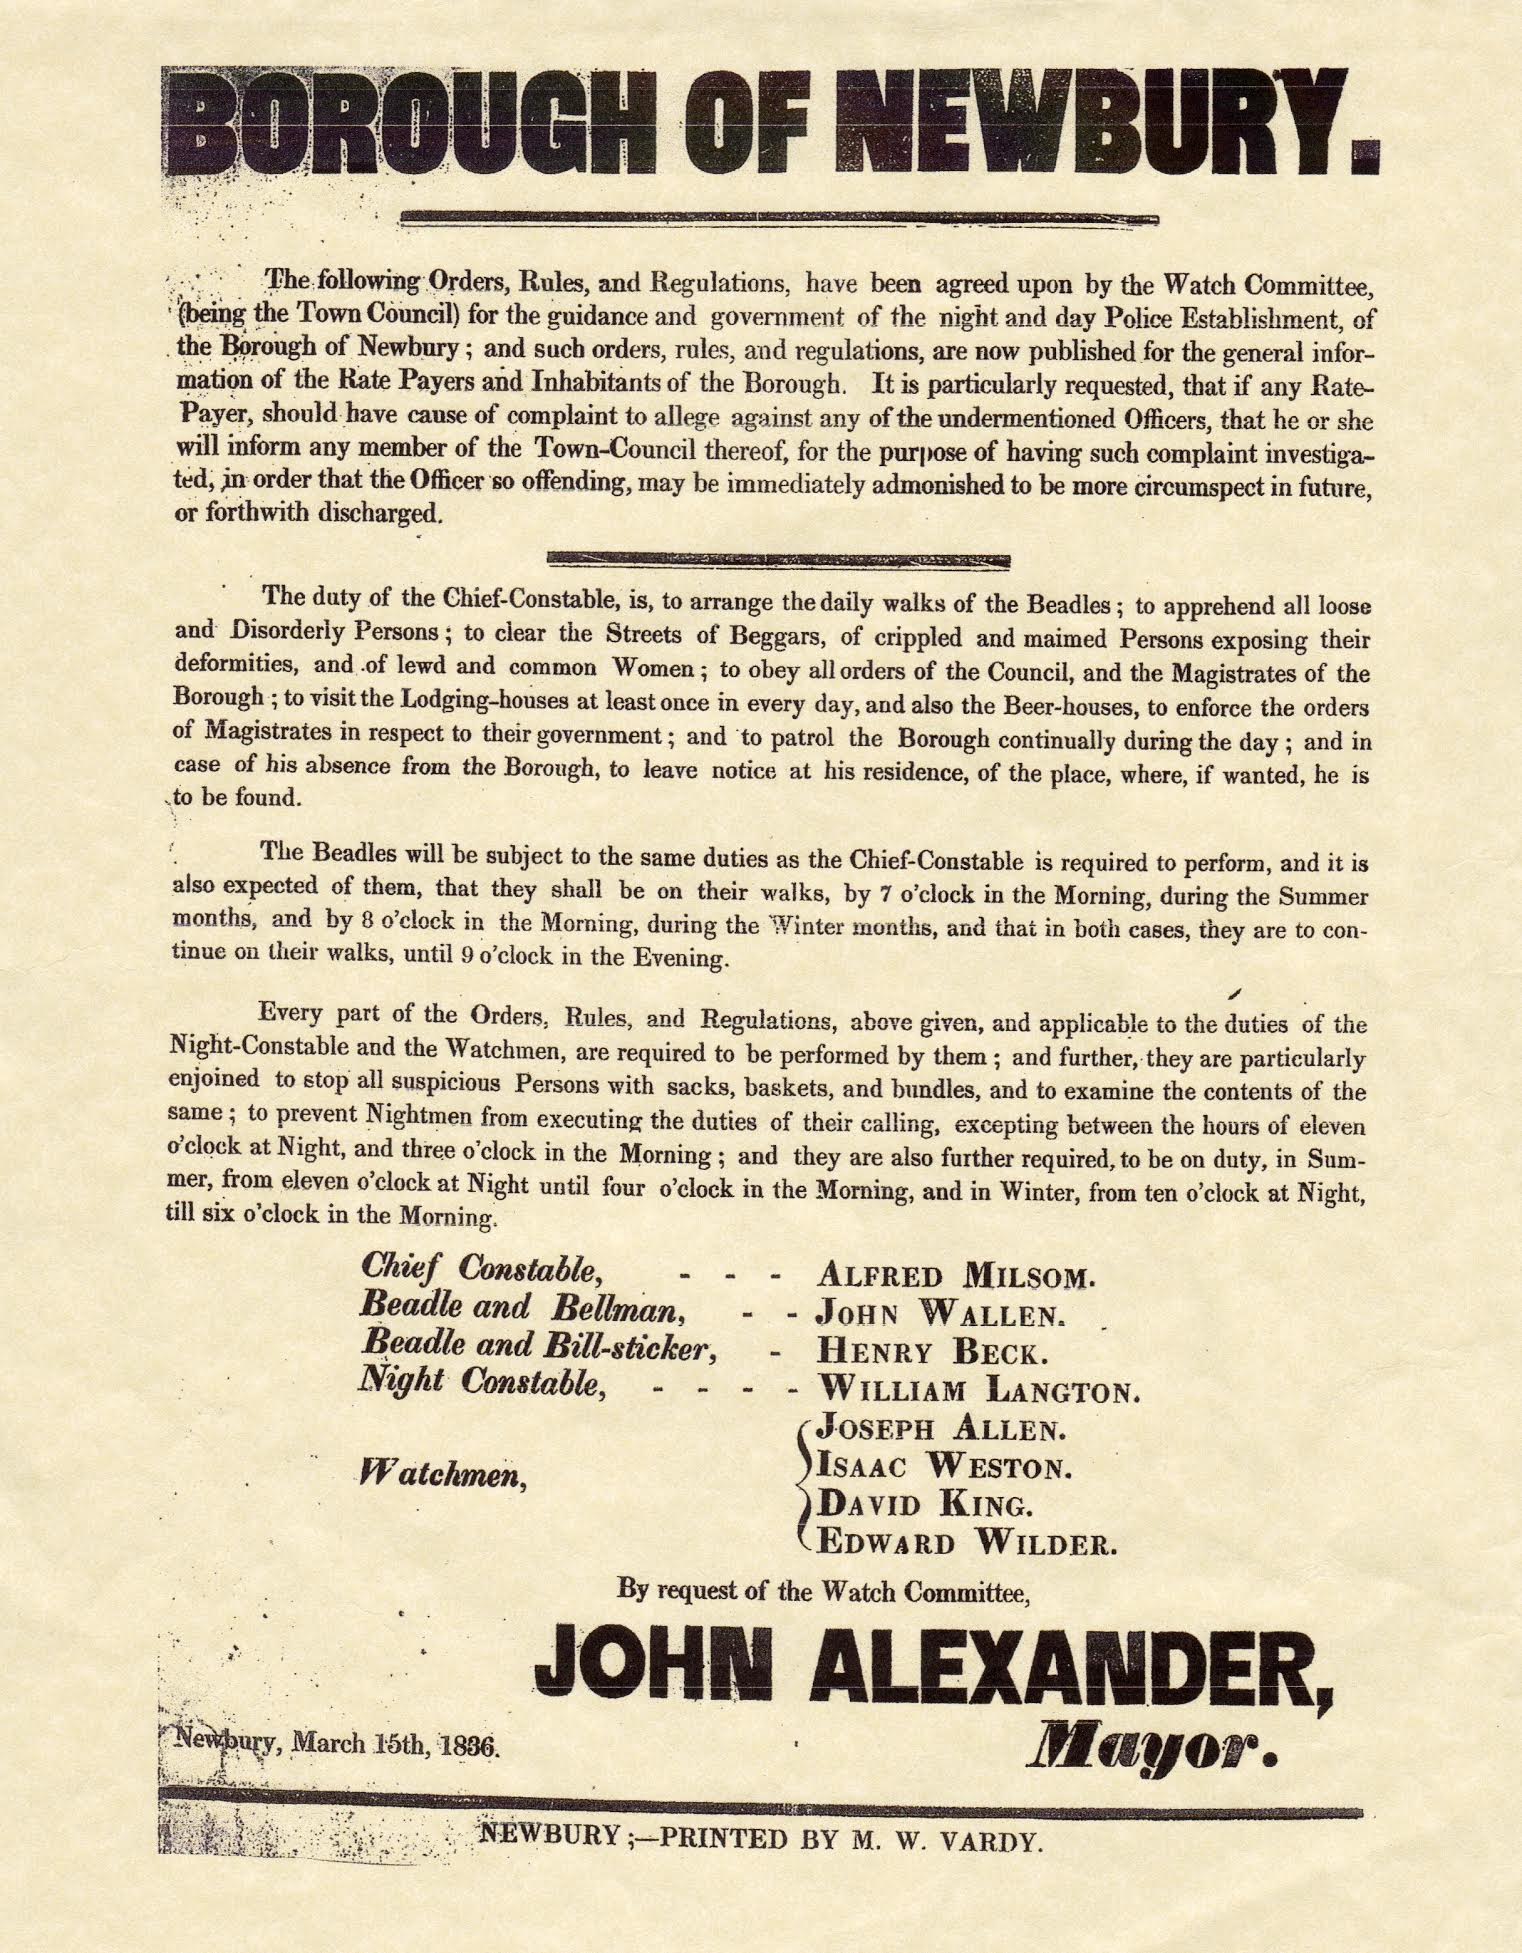 BOROUGH OF NEWBURY.
The following Orders, Rules, and Regulations, have been agreed upon by the Watch Committee,
(being the Town Council) for the guidance and government of the night and day Police Establishment, of
the Borough of Newbury; and such orders, rules, and regulations, are now published for the general infor-
mation of the Rate Payers and Inhabitants of the Borough. It is particularly requested, that if any Rate-
Payer, should have cause of complaint to allege against any of the undermentioned Officers, that he or she
will inform any member of the Town-Council thereof, for the purpose of having such complaint investiga-
ted, in order that the Officer so offending, may be immediately admonished to be more circumspect in future,
or forthwith discharged.
The duty of the Chief-Constable, is, to arrange the daily walks of the Beadles; to apprehend all loose
and Disorderly Persons; to clear the Streets of Beggars, of crippled and maimed Persons exposing their
deformities, and of lewd and common Women; to obey all orders of the Council, and the Magistrates of the
Borough; to visit the Lodging-houses at least once in every day, and also the Beer-houses, to enforce the orders
of Magistrates in respect to their government; and to patrol the Borough continually during the day; and in
case of his absence from the Borough, to leave notice at his residence, of the place, where, if wanted, he is
to be found.
The Beadles will be subject to the same duties as the Chief-Constable is required to perform, and it is
also expected of them, that they shall be on their walks, by 7 o'clock in the Morning, during the Summer
months, and by 8 o'clock in the Morning, during the Winter months, and that in both cases, they are to con-
tinue on their walks, until 9 o'clock in the Evening.
Every part of the Orders, Rules, and Regulations, above given, and applicable to the duties of the
Night-Constable and the Watchmen, are required to be performed by them; and further, they are particularly
enjoined to stop all suspicious Persons with sacks, baskets, and bundles, and to examine the contents of the
same; to prevent Nightmen from executing the duties of their calling, excepting between the hours of eleven
o'clock at Night, and three o'clock in the Morning; and they are also further required, to be on duty, in Sum-
mer, from eleven o'clock at Night until four o'clock in the Morning, and in Winter, from ten o'clock at Night,
till six o'clock in the Morning.
Chief Constable, - - - ALFRED MILSOM.
Beadle and Bellman, - - JOHN WALLEN.
Beadle and Bill-sticker, - HENRY BECK.
Night Constable, - - - - WILLIAM LANGTON.
JOSEPH ALLEN.
Watchmen, ISAAC WESTON.
DAVID KING.
EDWARD WILDER.
By request of the Watch Committee,
JOHN ALEXANDER,
Mayor.
Newbury, March 15th, 1836.
NEWBURY;—PRINTED BY M. W. VARDY.